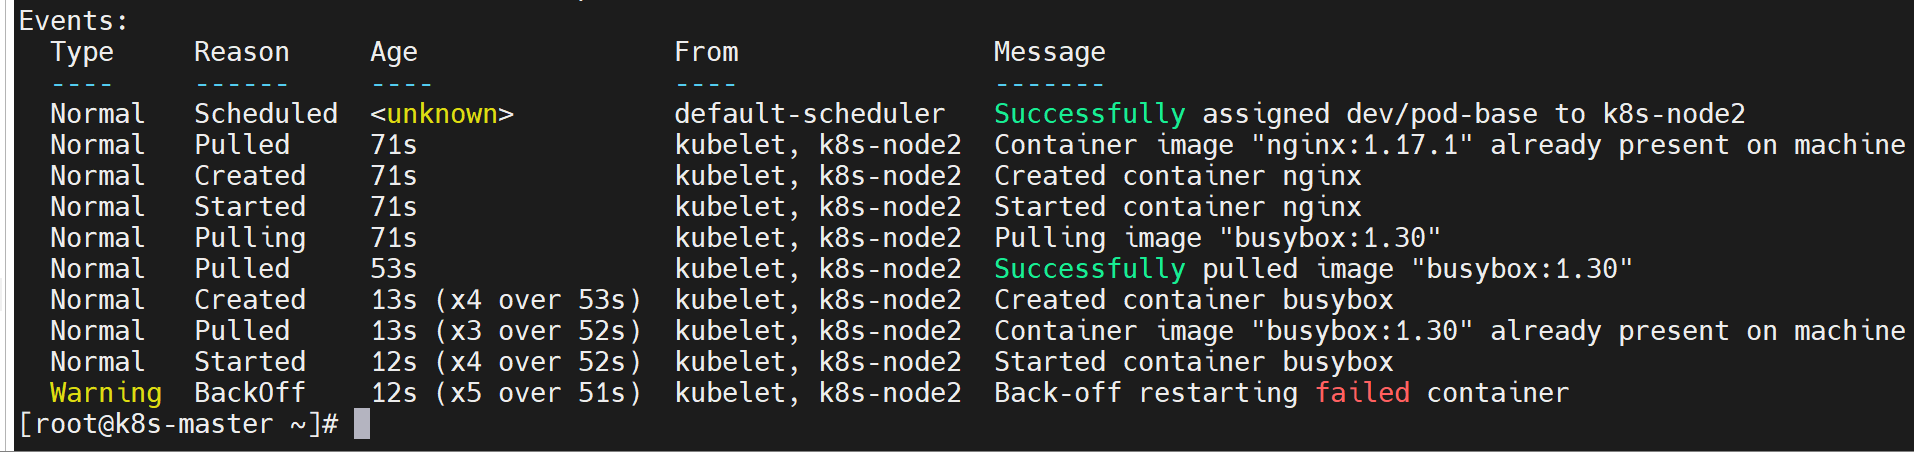 Events:
  Type     Reason     Age                From                Message
  ----     ------     ----               ----                -------
  Normal   Scheduled  <unknown>          default-scheduler   Successfully assigned dev/pod-base to k8s-node2
  Normal   Pulled     71s                kubelet, k8s-node2  Container image "nginx:1.17.1" already present on machine
  Normal   Created    71s                kubelet, k8s-node2  Created container nginx
  Normal   Started    71s                kubelet, k8s-node2  Started container nginx
  Normal   Pulling    71s                kubelet, k8s-node2  Pulling image "busybox:1.30"
  Normal   Pulled     53s                kubelet, k8s-node2  Successfully pulled image "busybox:1.30"
  Normal   Created    13s (x4 over 53s)  kubelet, k8s-node2  Created container busybox
  Normal   Pulled     13s (x3 over 52s)  kubelet, k8s-node2  Container image "busybox:1.30" already present on machine
  Normal   Started    12s (x4 over 52s)  kubelet, k8s-node2  Started container busybox
  Warning  BackOff    12s (x5 over 51s)  kubelet, k8s-node2  Back-off restarting failed container
[root@k8s-master ~]#